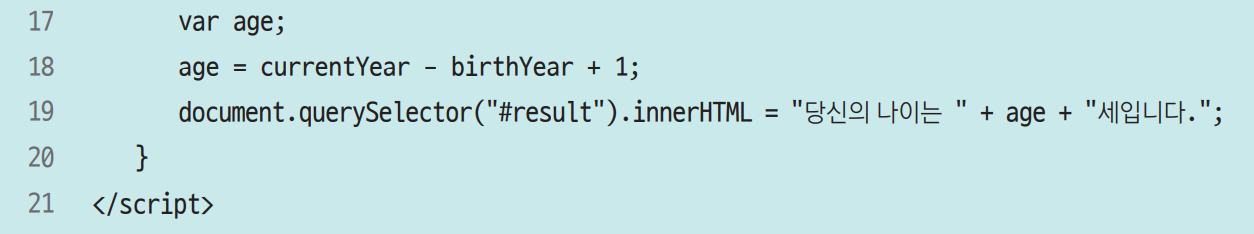 17 var age;
18 age = currentYear – birthYear + 1;
19 document.querySelector("#result").innerHTML = "당신의 나이는 " + age + "세입니다.";
20 }
21 </script>